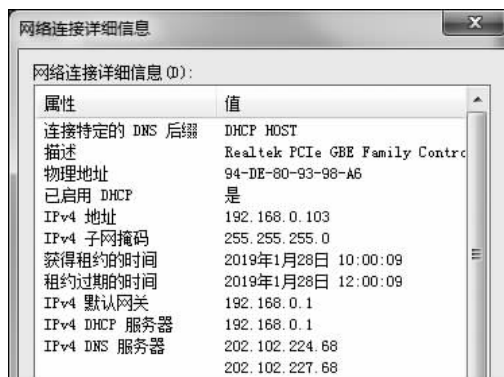 网络连接详细信息
网络连接详细信息(D):
属性 值
连接特定的 DNS 后缀 DHCP HOST
描述 Realtek PCIe GBE Family Contro
物理地址 94-DE-80-93-98-A6
已启用 DHCP 是
IPv4 地址 192.168.0.103
IPv4 子网掩码 255.255.255.0
获得租约的时间 2019年1月28日 10:00:09
租约过期的时间 2019年1月28日 12:00:09
IPv4 默认网关 192.168.0.1
IPv4 DHCP 服务器 192.168.0.1
IPv4 DNS 服务器 202.102.224.68
202.102.227.68